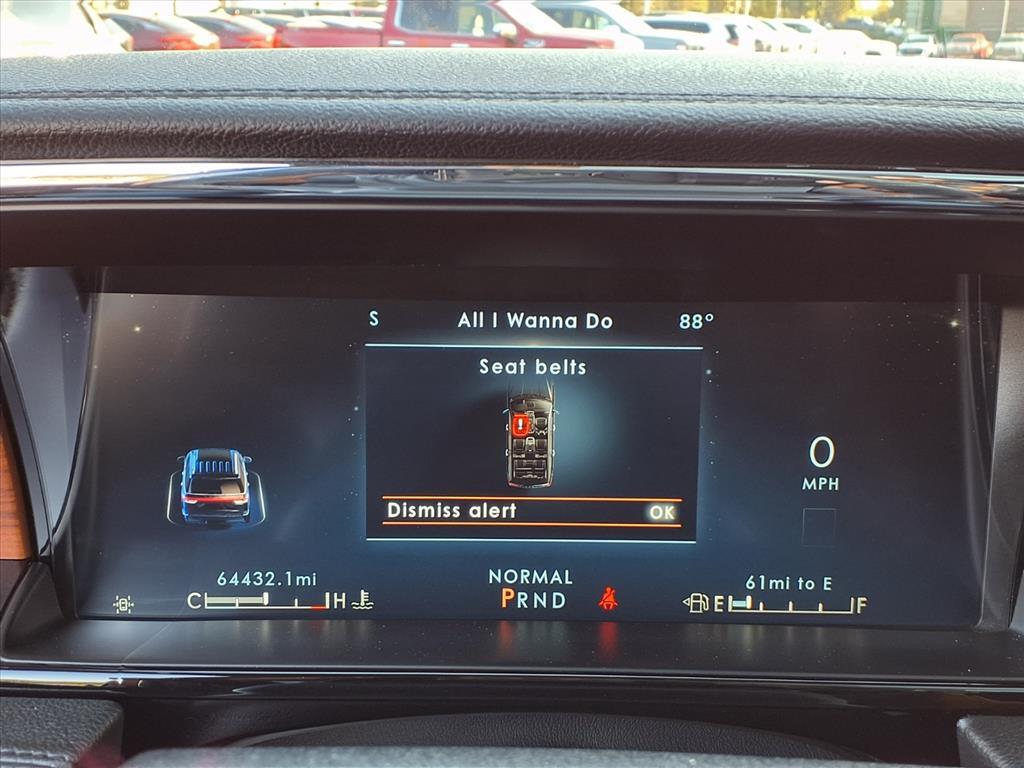 S All I Wanna Do 88°
Seat belts
!
Dismiss alert OK
0
MPH
64432.1mi
NORMAL
61mi to E
C H
PRND
E F